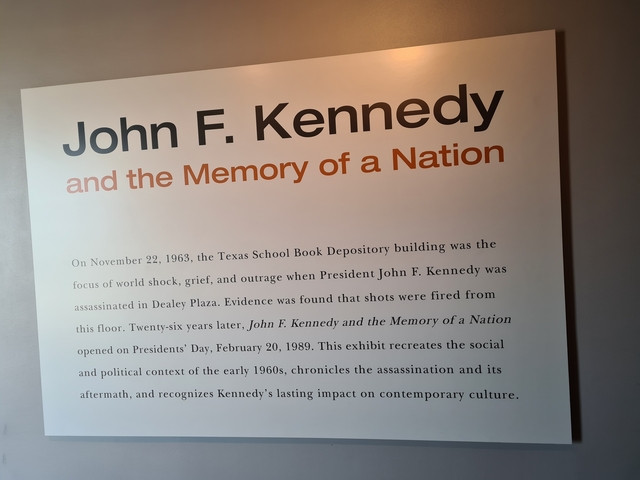 John F. Kennedy
and the Memory of a Nation
On November 22, 1963, the Texas School Book Depository building was the
focus of world shock, grief, and outrage when President John F. Kennedy was
assassinated in Dealey Plaza. Evidence was found that shots were fired from
this floor. Twenty-six years later, John F. Kennedy and the Memory of a Nation
opened on Presidents' Day, February 20, 1989. This exhibit recreates the social
and political context of the early 1960s, chronicles the assassination and its
aftermath, and recognizes Kennedy's lasting impact on contemporary culture.